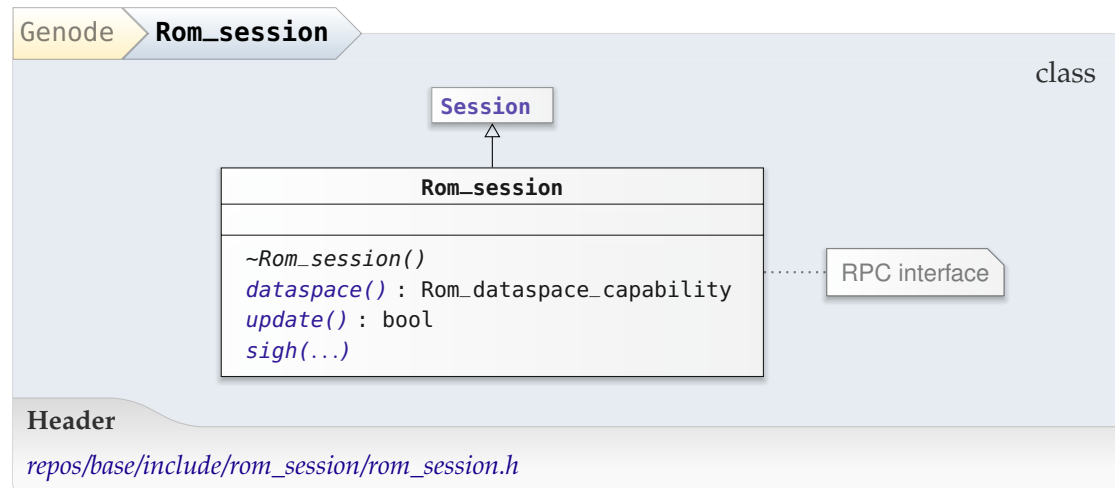 Genode Rom_session
class
Session
Rom_session
~Rom_session()
dataspace() : Rom_dataspace_capability
RPC interface
update() : bool
sigh(...)
Header
repos/base/include/rom_session/rom_session.h